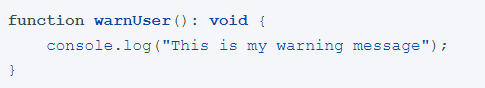 function warnUser(): void {
    console.log("This is my warning message");
}